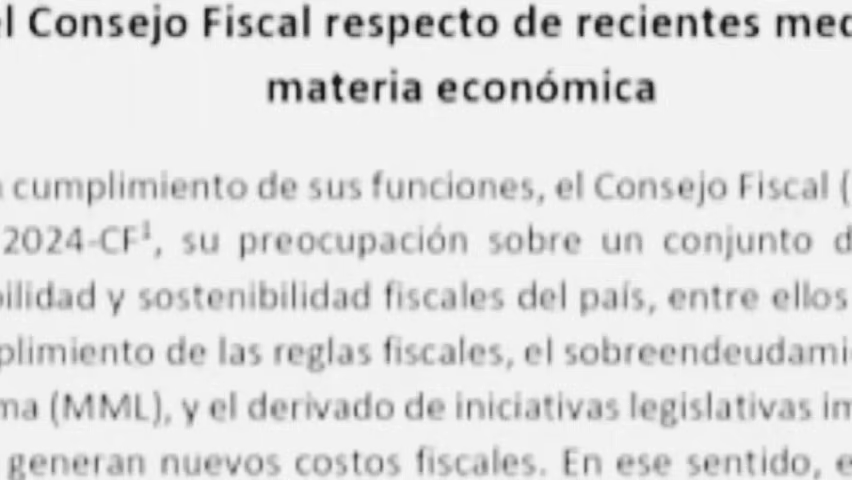 el Consejo Fiscal respecto de recientes med
materia económica
cumplimiento de sus funciones, el Consejo Fiscal (
2024-CF¹, su preocupación sobre un conjunto d
bilidad y sostenibilidad fiscales del país, entre ellos
plimiento de las reglas fiscales, el sobreendeudami
ma (MML), y el derivado de iniciativas legislativas im
generan nuevos costos fiscales. En ese sentido, e